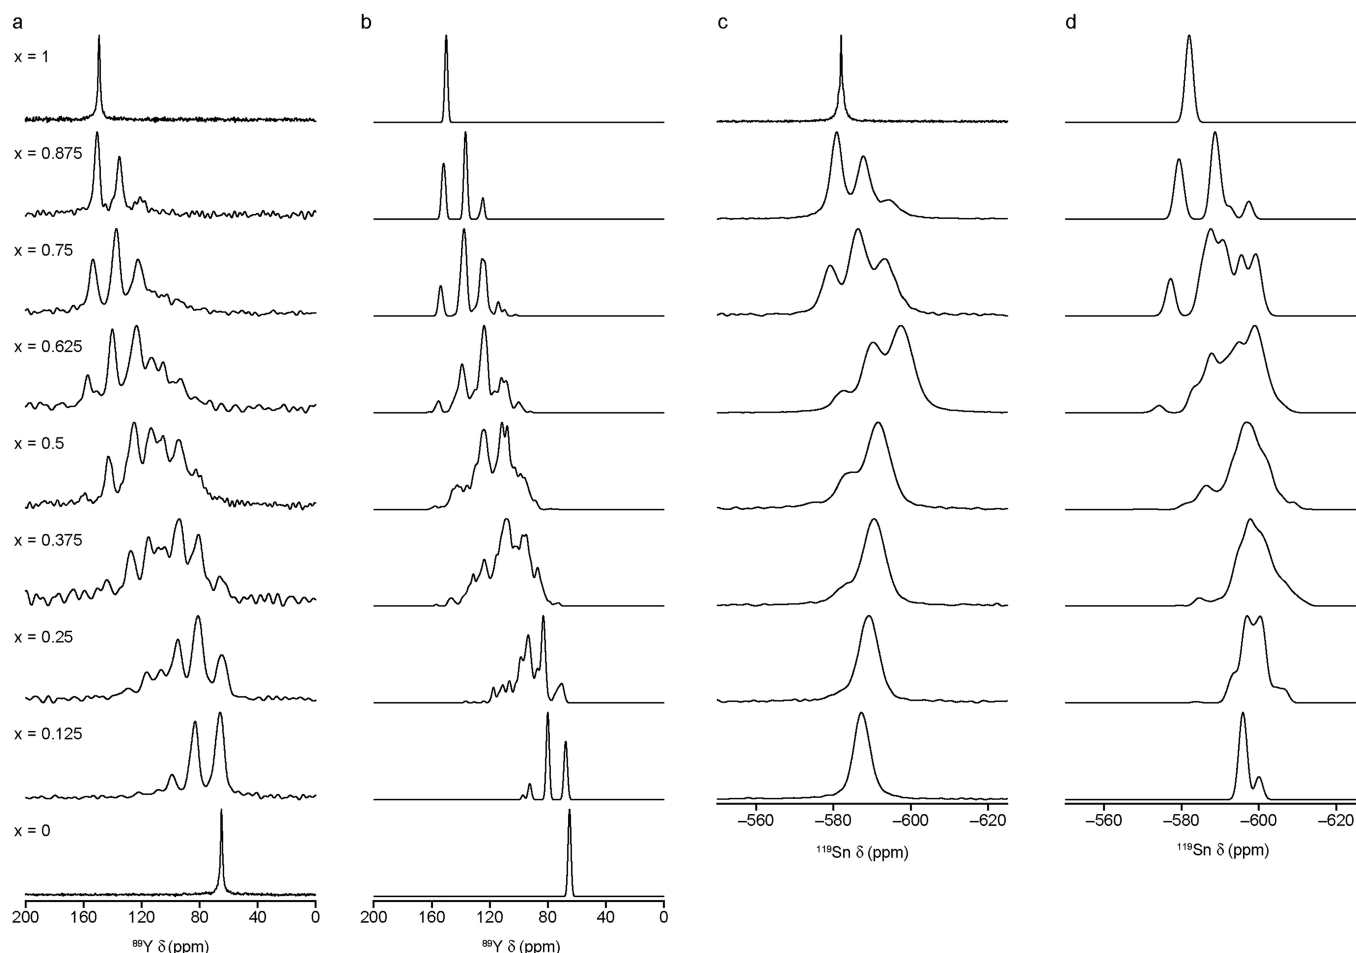 a b c d
x = 1
x = 0.875
x = 0.75
x = 0.625
x = 0.5
x = 0.375
x = 0.25
x = 0.125
x = 0
–560 –580 –600 –620 –560 –580 –600 –620
¹¹⁹Sn δ (ppm) ¹¹⁹Sn δ (ppm)
200 160 120 80 40 0 200 160 120 80 40 0
⁸⁹Y δ (ppm) ⁸⁹Y δ (ppm)